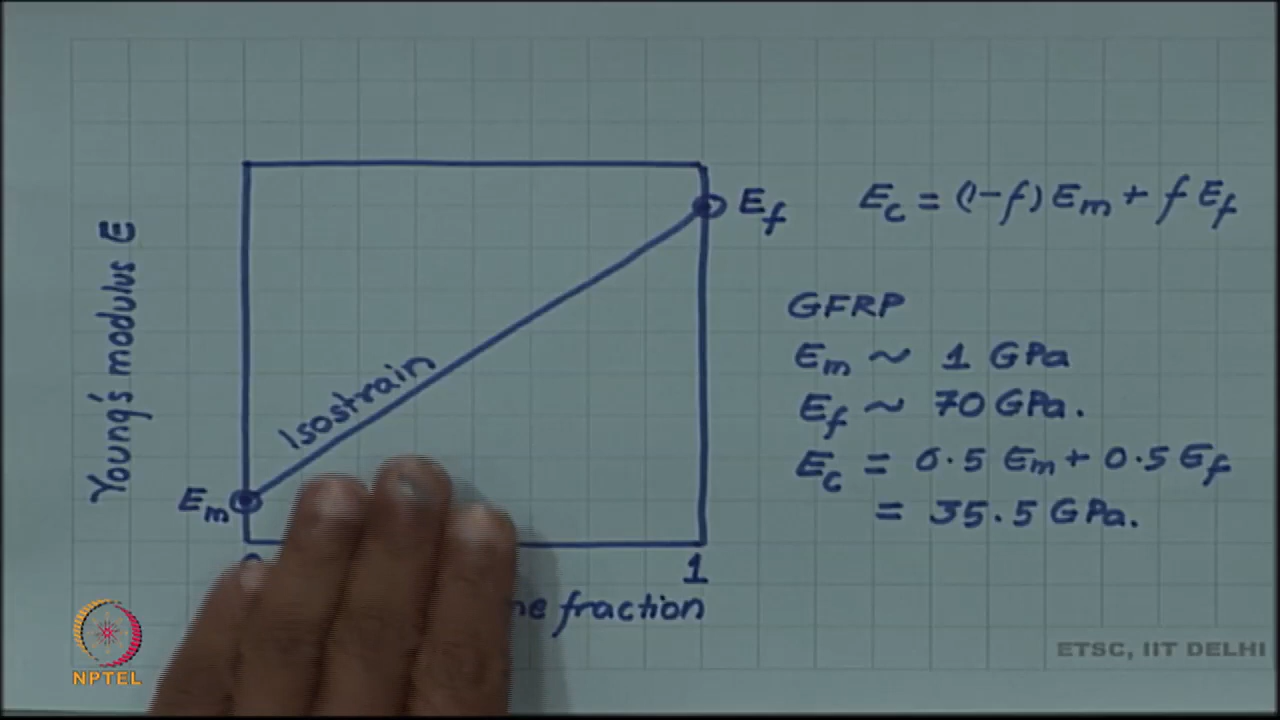 Young's modulus E
Isostrain
Em
Ef
1
fraction
Ec = (1-f) Em + f Ef
GFRP
Em ~ 1 GPa
Ef ~ 70 GPa.
Ec = 0.5 Em + 0.5 Ef
= 35.5 GPa.
NPTEL
ETSC, IIT DELHI